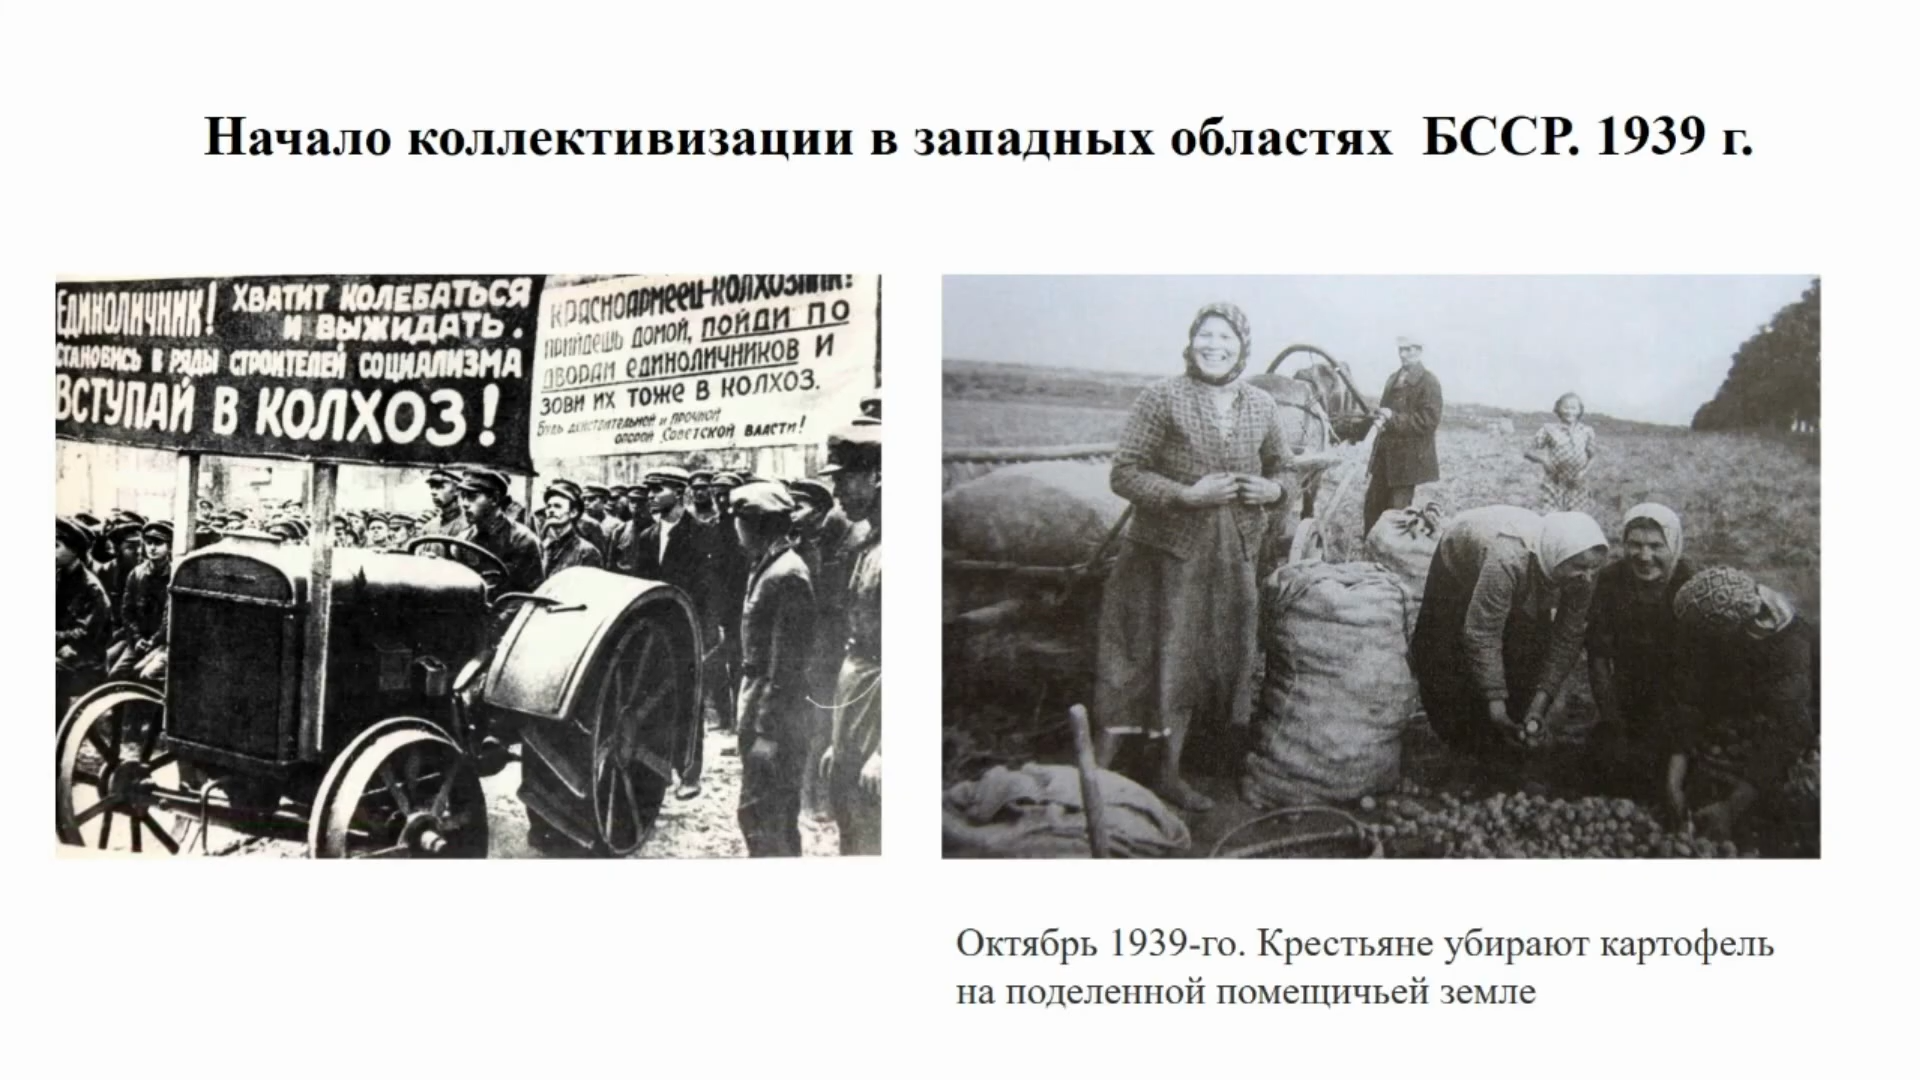 Начало коллективизации в западных областях БССР. 1939 г.
ЕДИНОЛИЧНИК! ХВАТИТ КОЛЕБАТЬСЯ
И ВЫЖИДАТЬ.
СТАНОВИСЬ В РЯДЫ СТРОИТЕЛЕЙ СОЦИАЛИЗМА
ВСТУПАЙ В КОЛХОЗ!
КРАСНОАРМЕЕЦ-КОЛХОЗНИК!
ПРИЙДЕШЬ ДОМОЙ, ПОЙДИ ПО
ДВОРАМ ЕДИНОЛИЧНИКОВ И
ЗОВИ ИХ ТОЖЕ В КОЛХОЗ.
БУДЬ ДЕЙСТВИТЕЛЬНОЙ И ПРОЧНОЙ
ОПОРОЙ СОВЕТСКОЙ ВЛАСТИ!
Октябрь 1939-го. Крестьяне убирают картофель
на поделенной помещичьей земле